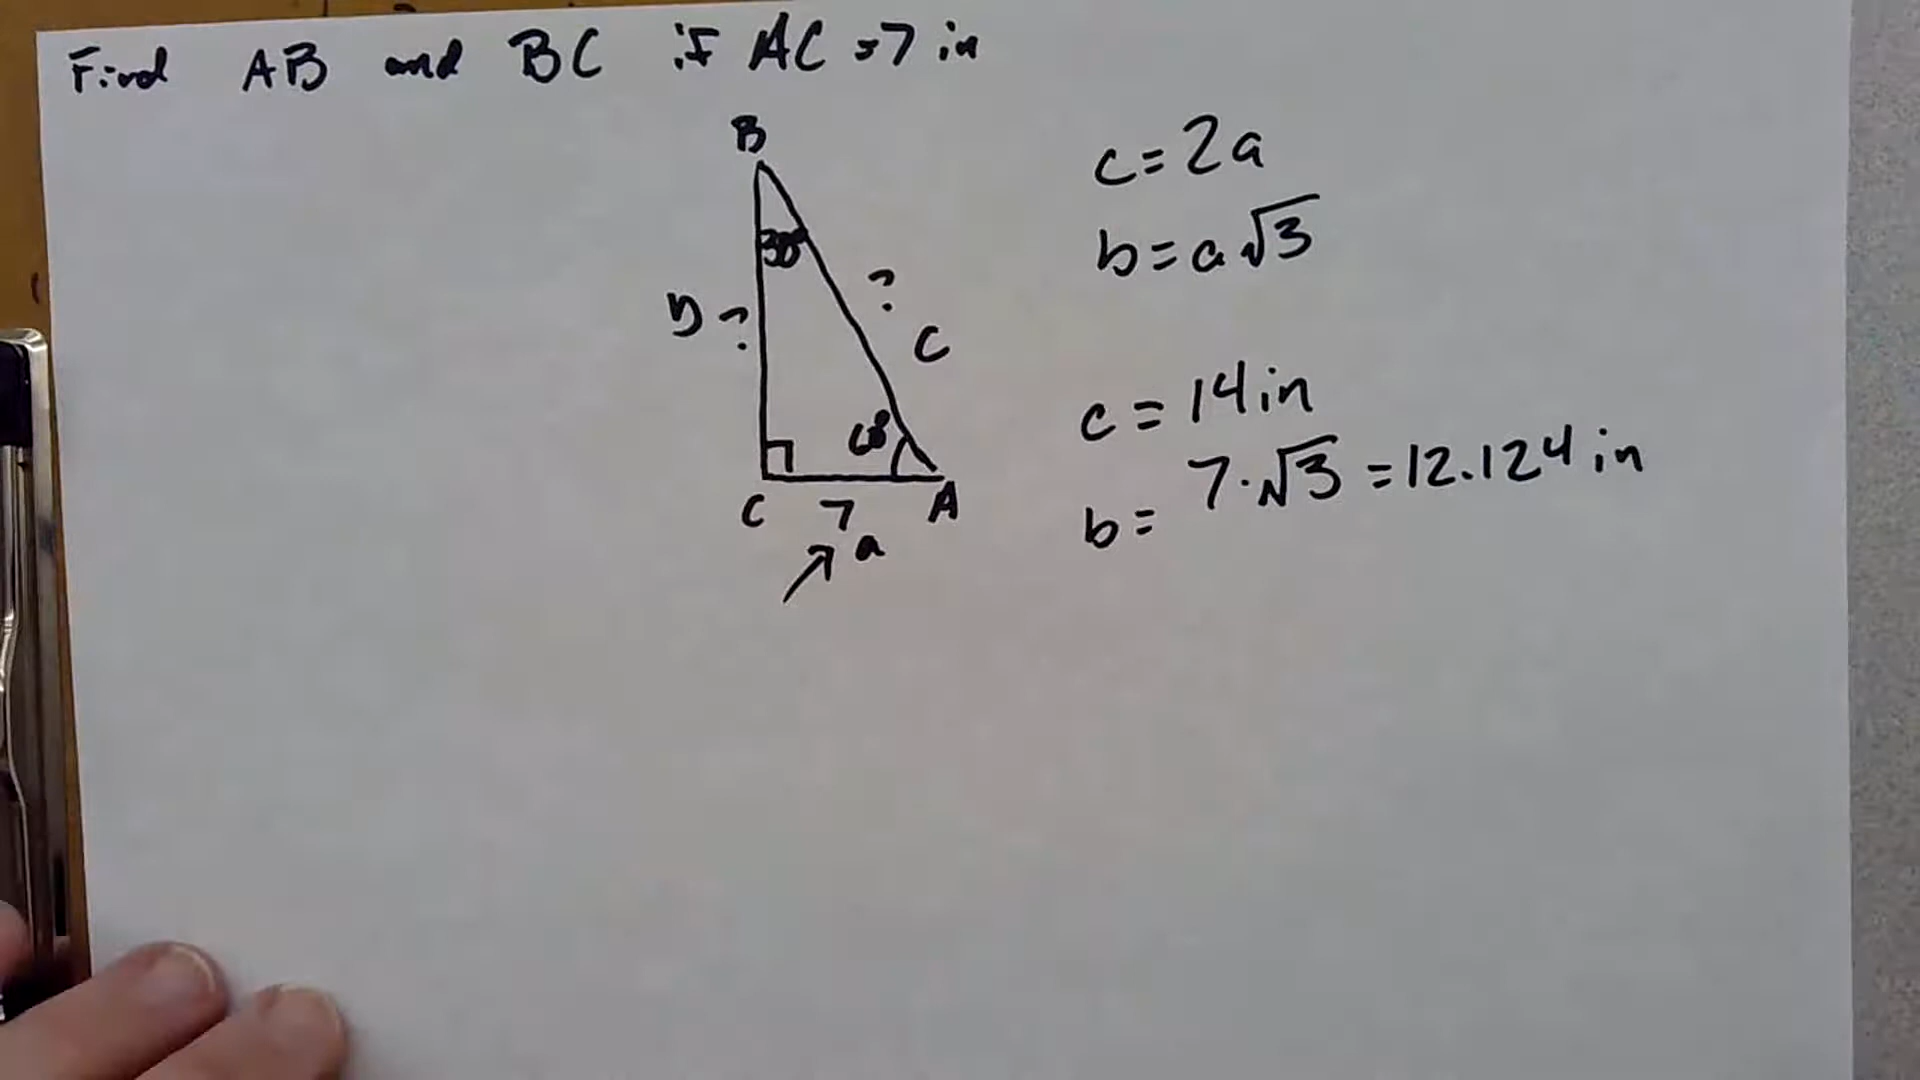 Find AB and BC if AC = 7 in
B
30°
b ?
?
C
60°
C 7 A
a
c = 2a
b = a√3
c = 14 in
b = 7·√3 = 12.124 in